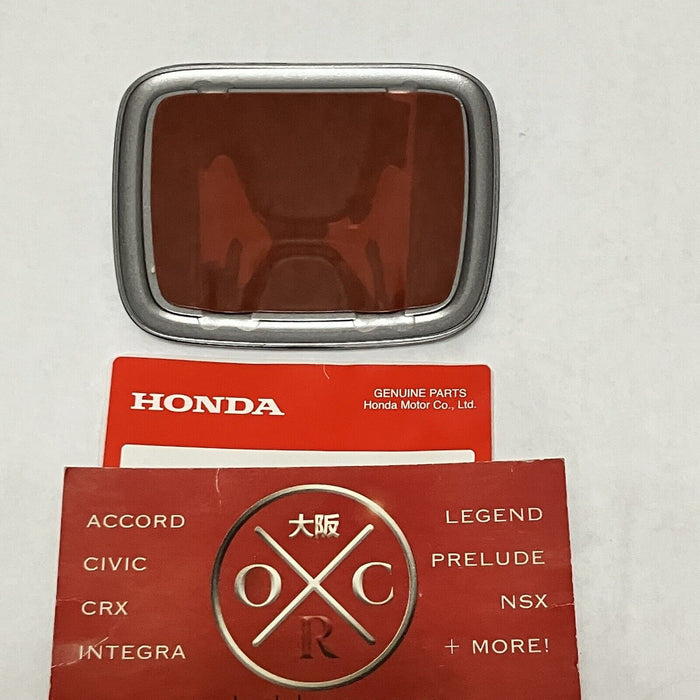 HONDA
GENUINE PARTS
Honda Motor Co., Ltd.
ACCORD
CIVIC
CRX
INTEGRA
大阪
O C
R
LEGEND
PRELUDE
NSX
+ MORE!